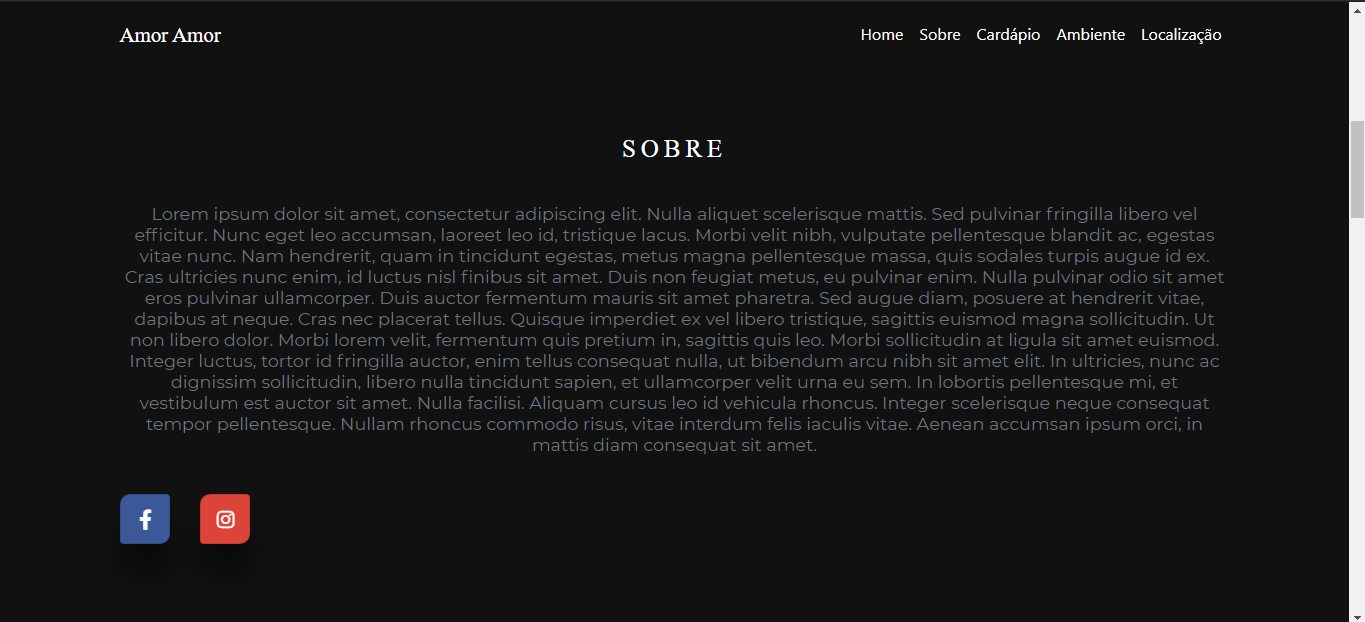 Amor Amor
Home Sobre Cardápio Ambiente Localização
SOBRE
Lorem ipsum dolor sit amet, consectetur adipiscing elit. Nulla aliquet scelerisque mattis. Sed pulvinar fringilla libero vel
efficitur. Nunc eget leo accumsan, laoreet leo id, tristique lacus. Morbi velit nibh, vulputate pellentesque blandit ac, egestas
vitae nunc. Nam hendrerit, quam in tincidunt egestas, metus magna pellentesque massa, quis sodales turpis augue id ex.
Cras ultricies nunc enim, id luctus nisl finibus sit amet. Duis non feugiat metus, eu pulvinar enim. Nulla pulvinar odio sit amet
eros pulvinar ullamcorper. Duis auctor fermentum mauris sit amet pharetra. Sed augue diam, posuere at hendrerit vitae,
dapibus at neque. Cras nec placerat tellus. Quisque imperdiet ex vel libero tristique, sagittis euismod magna sollicitudin. Ut
non libero dolor. Morbi lorem velit, fermentum quis pretium in, sagittis quis leo. Morbi sollicitudin at ligula sit amet euismod.
Integer luctus, tortor id fringilla auctor, enim tellus consequat nulla, ut bibendum arcu nibh sit amet elit. In ultricies, nunc ac
dignissim sollicitudin, libero nulla tincidunt sapien, et ullamcorper velit urna eu sem. In lobortis pellentesque mi, et
vestibulum est auctor sit amet. Nulla facilisi. Aliquam cursus leo id vehicula rhoncus. Integer scelerisque neque consequat
tempor pellentesque. Nullam rhoncus commodo risus, vitae interdum felis iaculis vitae. Aenean accumsan ipsum orci, in
mattis diam consequat sit amet.